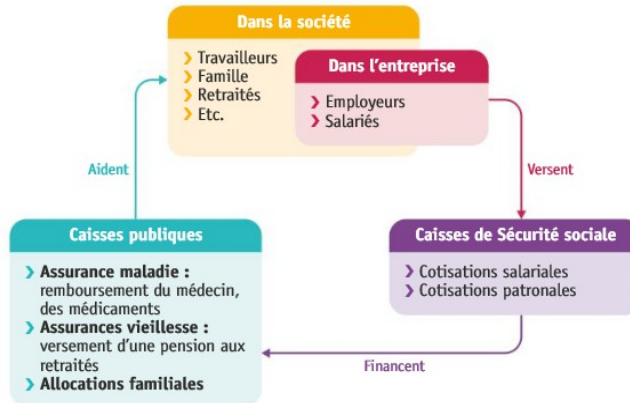 Dans la société
❯ Travailleurs
❯ Famille
❯ Retraités
❯ Etc.
Dans l'entreprise
❯ Employeurs
❯ Salariés
Versent
Caisses de Sécurité sociale
❯ Cotisations salariales
❯ Cotisations patronales
Financent
Caisses publiques
❯ Assurance maladie :
remboursement du médecin,
des médicaments
❯ Assurances vieillesse :
versement d'une pension aux
retraités
❯ Allocations familiales
Aident